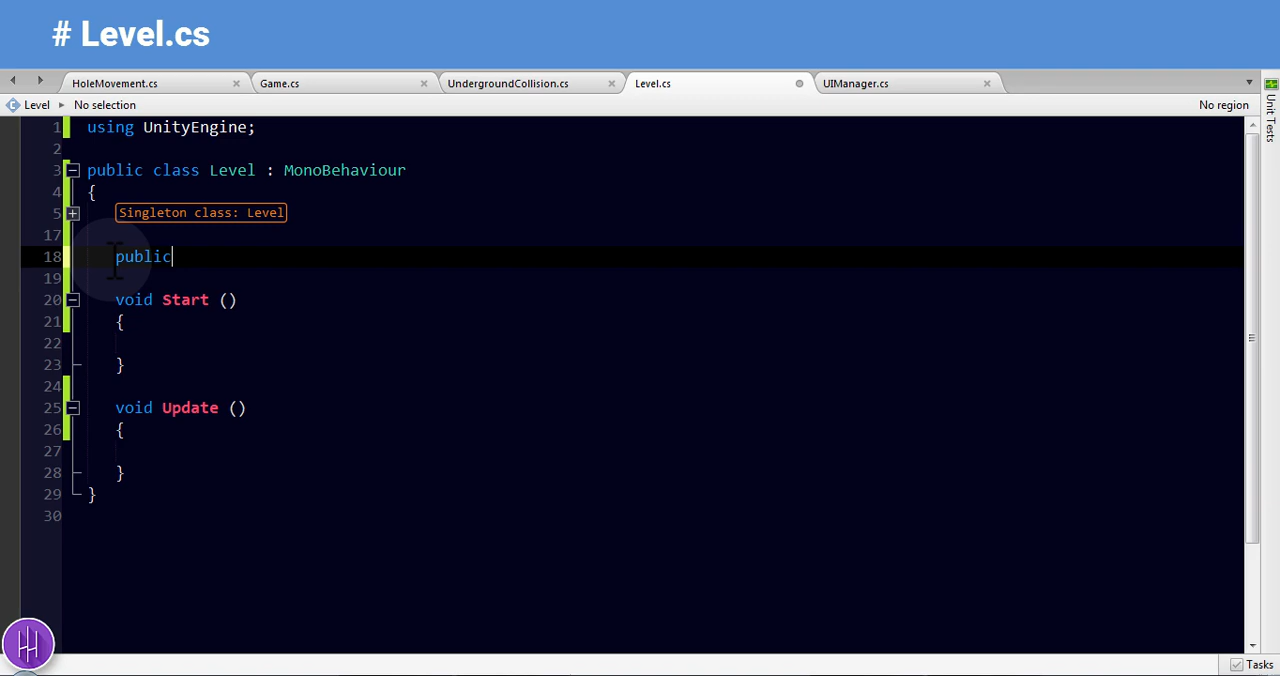 # Level.cs
HoleMovement.cs × Game.cs × UndergroundCollision.cs × Level.cs UIManager.cs ×
Level ▸ No selection No region
Unit Tests
1 using UnityEngine;
2
3 public class Level : MonoBehaviour
4 {
5 Singleton class: Level
17
18 public
19
20 void Start ()
21 {
22
23 }
24
25 void Update ()
26 {
27
28 }
29 }
30
Tasks